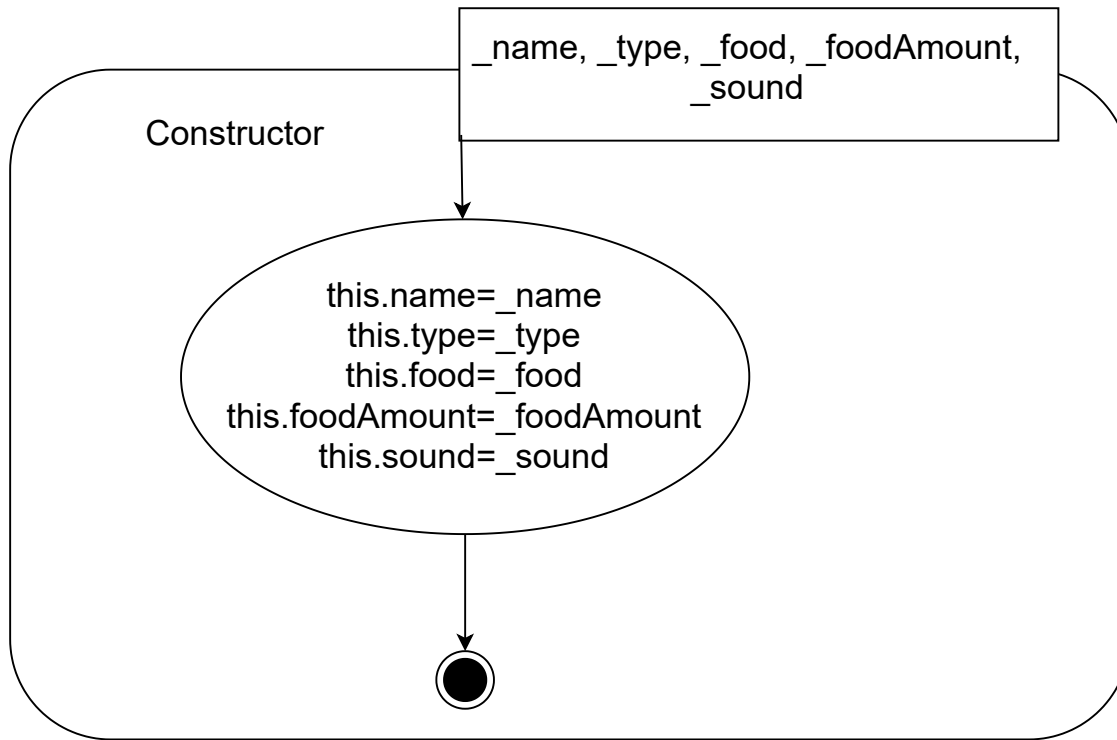 _name, _type, _food, _foodAmount,
_sound
Constructor
this.name=_name
this.type=_type
this.food=_food
this.foodAmount=_foodAmount
this.sound=_sound